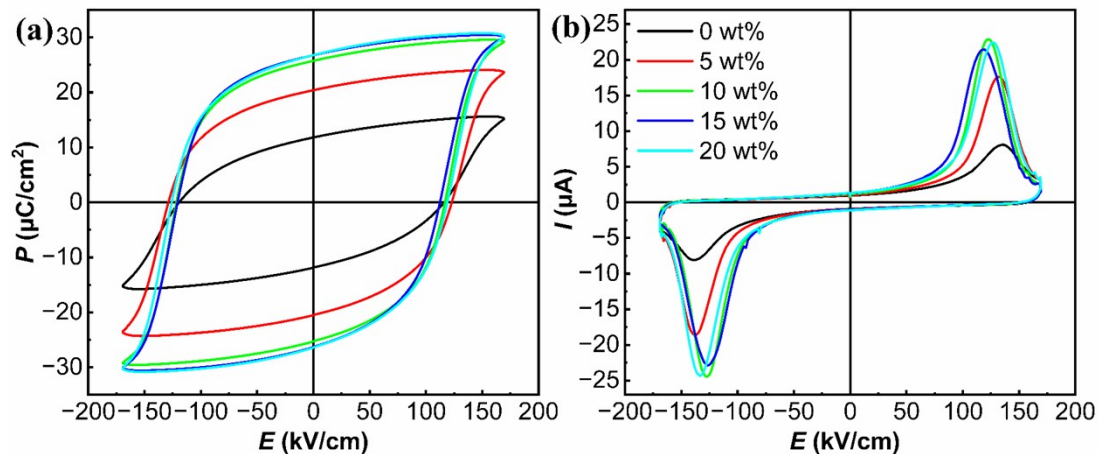 (a)
P (μC/cm²)
30
20
10
0
−10
−20
−30
−200 −150 −100 −50 0 50 100 150 200
E (kV/cm)
(b)
I (μA)
25
20
15
10
5
0
−5
−10
−15
−20
−25
0 wt%
5 wt%
10 wt%
15 wt%
20 wt%
−200 −150 −100 −50 0 50 100 150 200
E (kV/cm)